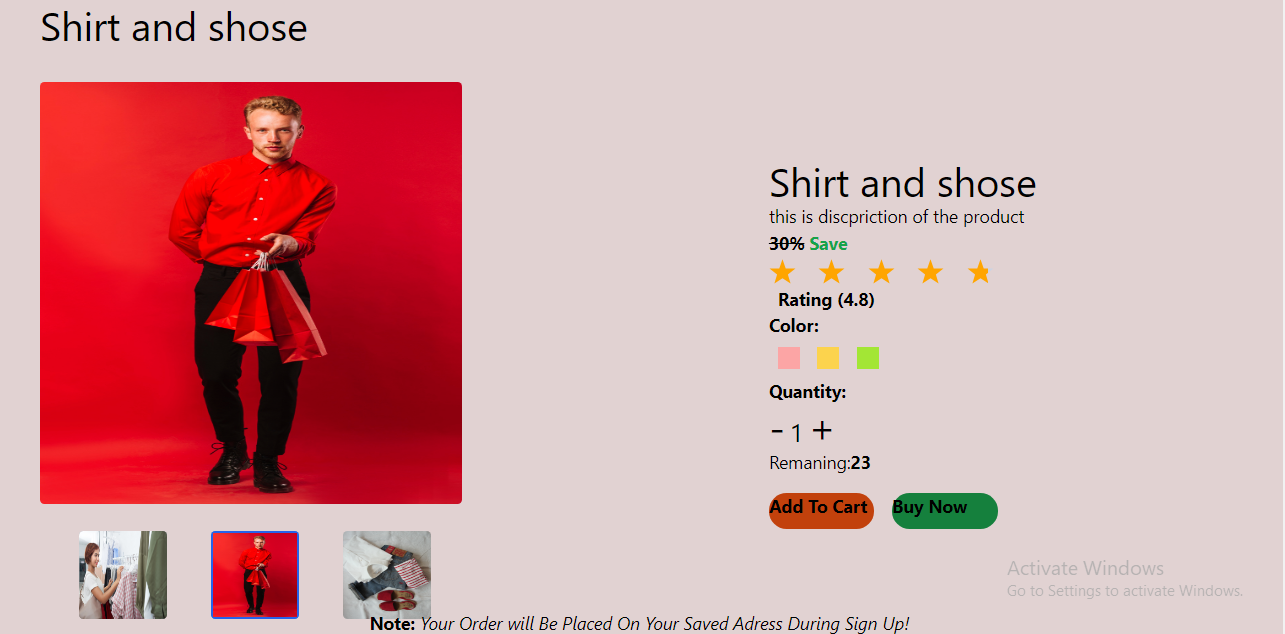 Shirt and shose
Shirt and shose
this is discpriction of the product
30% Save
Rating (4.8)
Color:
Quantity:
- 1 +
Remaning:23
Add To Cart Buy Now
Activate Windows
Go to Settings to activate Windows.
Note: Your Order will Be Placed On Your Saved Adress During Sign Up!